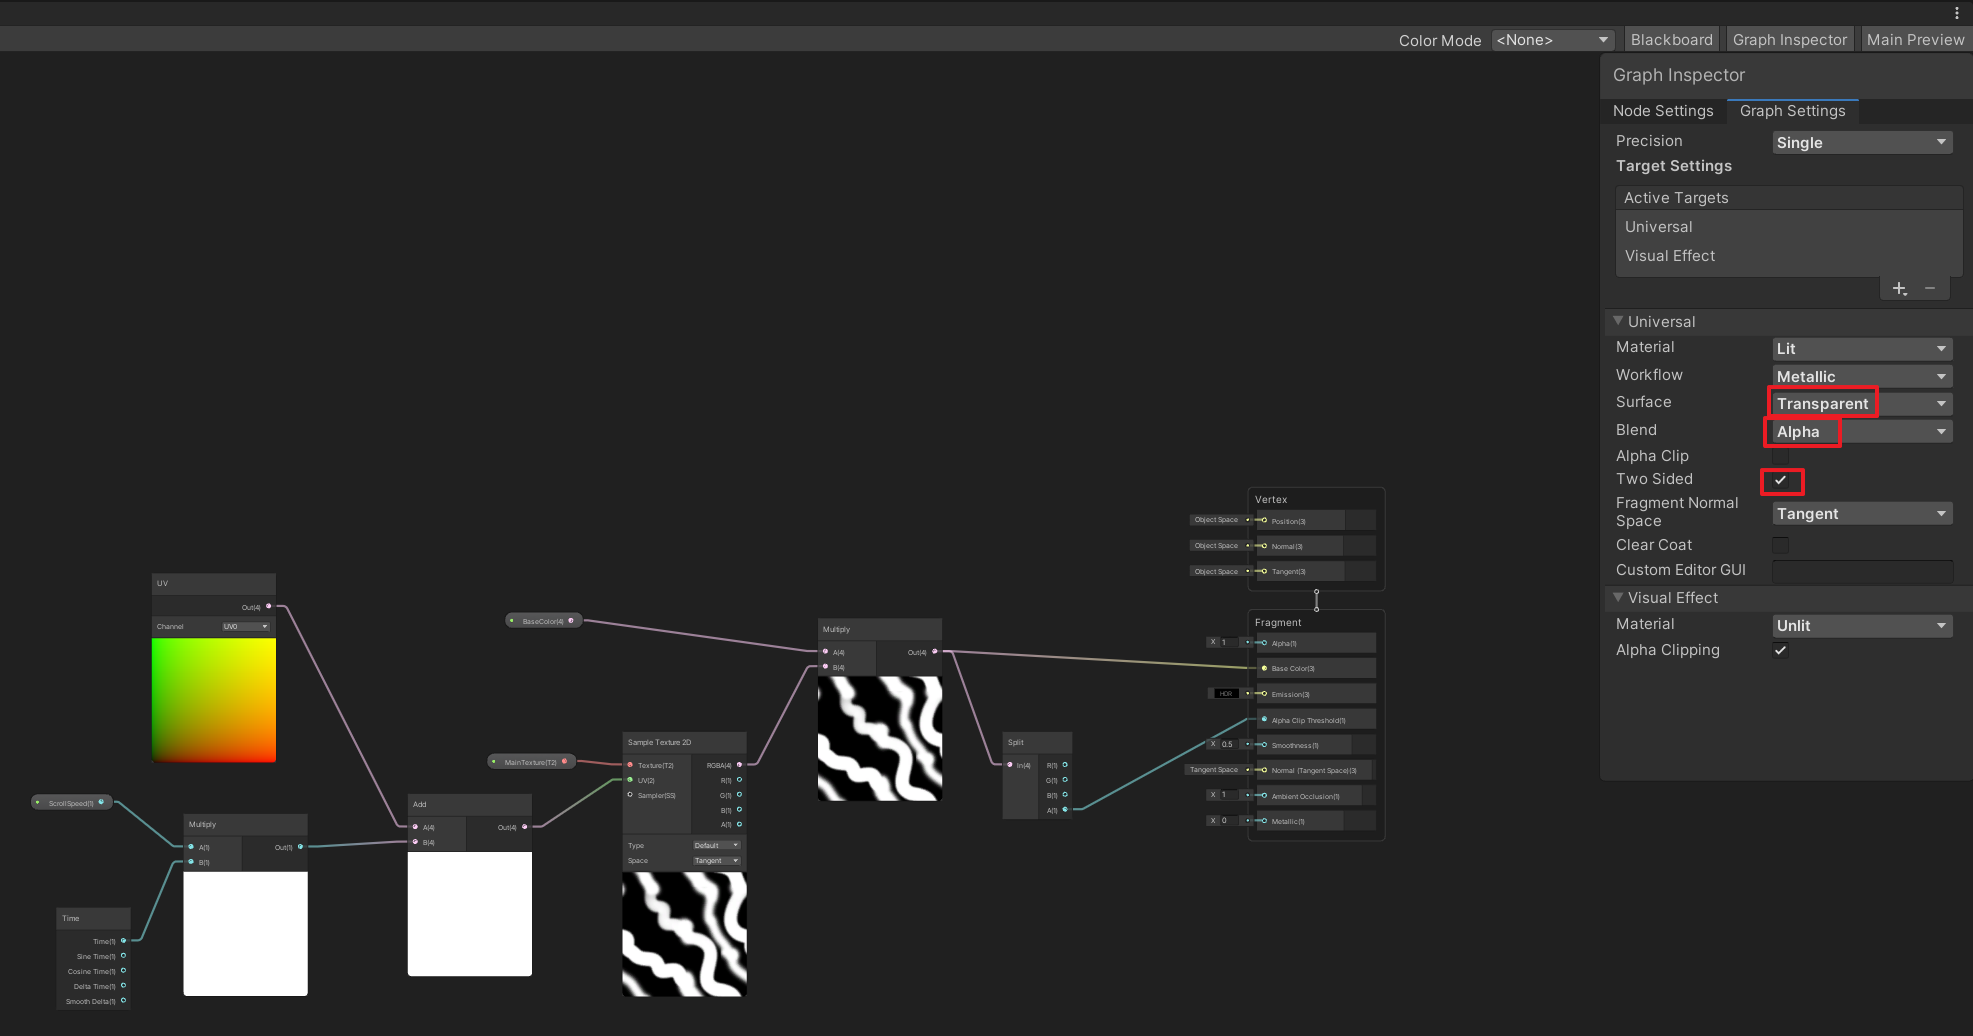 Color Mode <None> Blackboard Graph Inspector Main Preview
Graph Inspector
Node Settings Graph Settings
Precision Single
Target Settings
Active Targets
Universal
Visual Effect
Universal
Material Lit
Workflow Metallic
Surface Transparent
Blend Alpha
Alpha Clip
Two Sided
Fragment Normal Space Tangent
Clear Coat
Custom Editor GUI
Visual Effect
Material Unlit
Alpha Clipping
UV
Out(4)
Channel UV0
ScrollSpeed(1)
Multiply
A(1) Out(1)
B(1)
Time
Time(1)
Sine Time(1)
Cosine Time(1)
Delta Time(1)
Smooth Delta(1)
Add
A(4) Out(4)
B(4)
BaseColor(4)
MainTexture(T2)
Sample Texture 2D
Texture(T2) RGBA(4)
UV(2) R(1)
Sampler(SS) G(1)
B(1)
A(1)
Type Default
Space Tangent
Multiply
A(4) Out(4)
B(4)
Split
In(4) R(1)
G(1)
B(1)
A(1)
Vertex
Object Space Position(3)
Object Space Normal(3)
Object Space Tangent(3)
Fragment
X 1 Alpha(1)
Base Color(3)
HDR Emission(3)
Alpha Clip Threshold(1)
X 0.5 Smoothness(1)
Tangent Space Normal (Tangent Space)(3)
X 1 Ambient Occlusion(1)
X 0 Metallic(1)